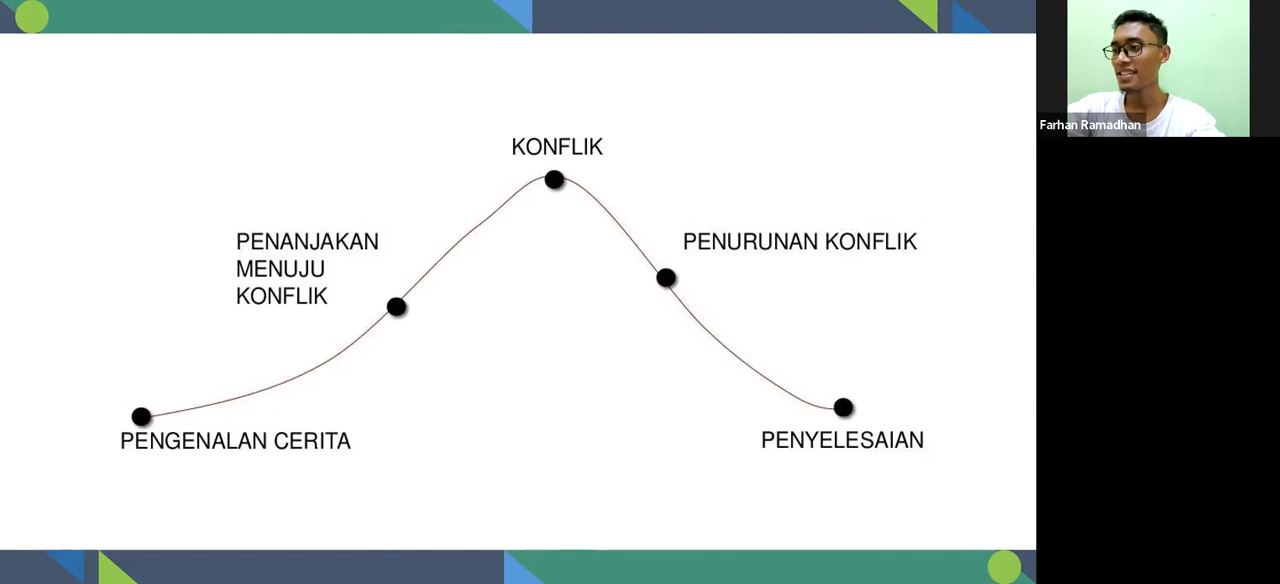 KONFLIK
PENANJAKAN
MENUJU
KONFLIK
PENURUNAN KONFLIK
PENGENALAN CERITA
PENYELESAIAN
Farhan Ramadhan